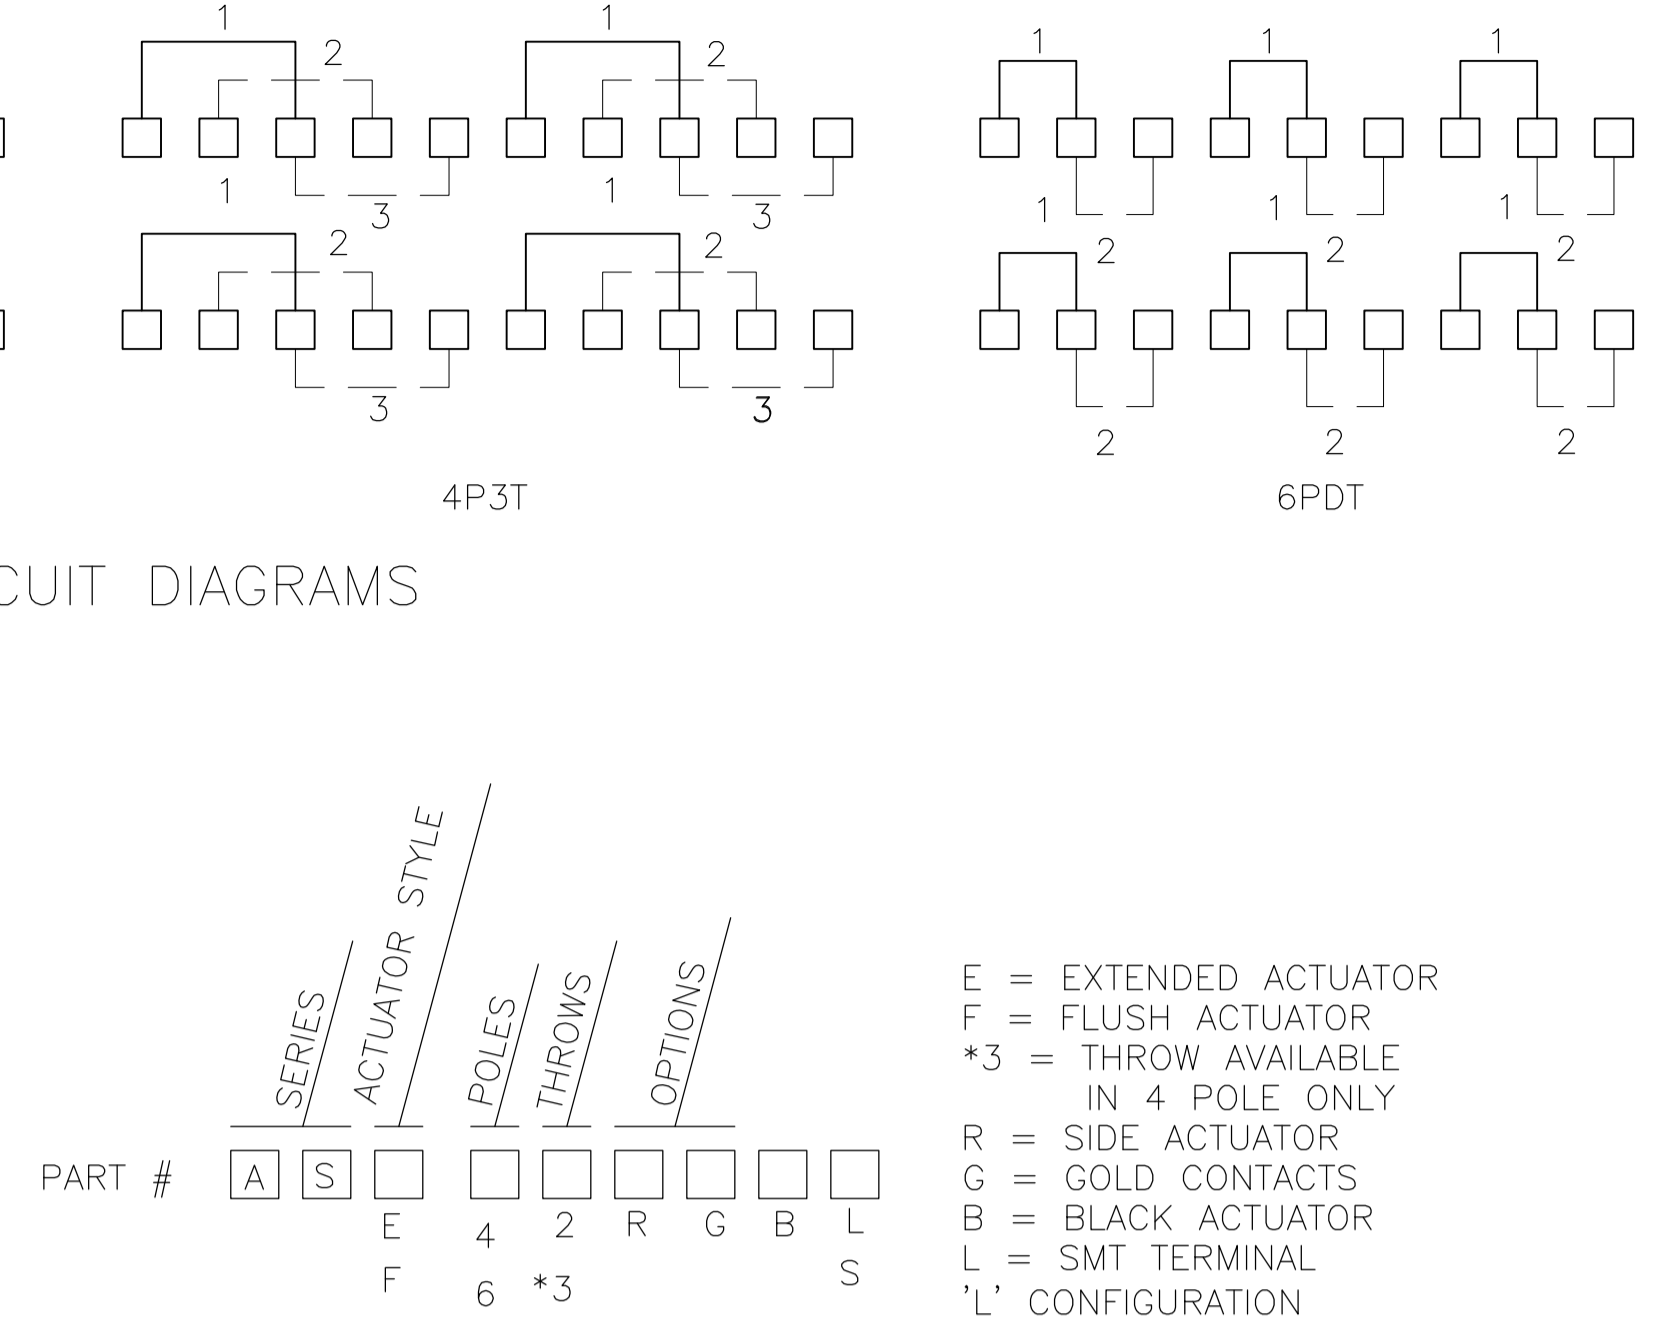 1 1 1 1 1
2 2
1 3 1 3 1 1 1
2 2 2 2 2
3 3 2 2 2
4P3T 6PDT
CUIT DIAGRAMS
SERIES
ACTUATOR STYLE
POLES
THROWS
OPTIONS
PART # A S
E 4 2 R G B L
F 6 *3 S
E = EXTENDED ACTUATOR
F = FLUSH ACTUATOR
*3 = THROW AVAILABLE
IN 4 POLE ONLY
R = SIDE ACTUATOR
G = GOLD CONTACTS
B = BLACK ACTUATOR
L = SMT TERMINAL
'L' CONFIGURATION